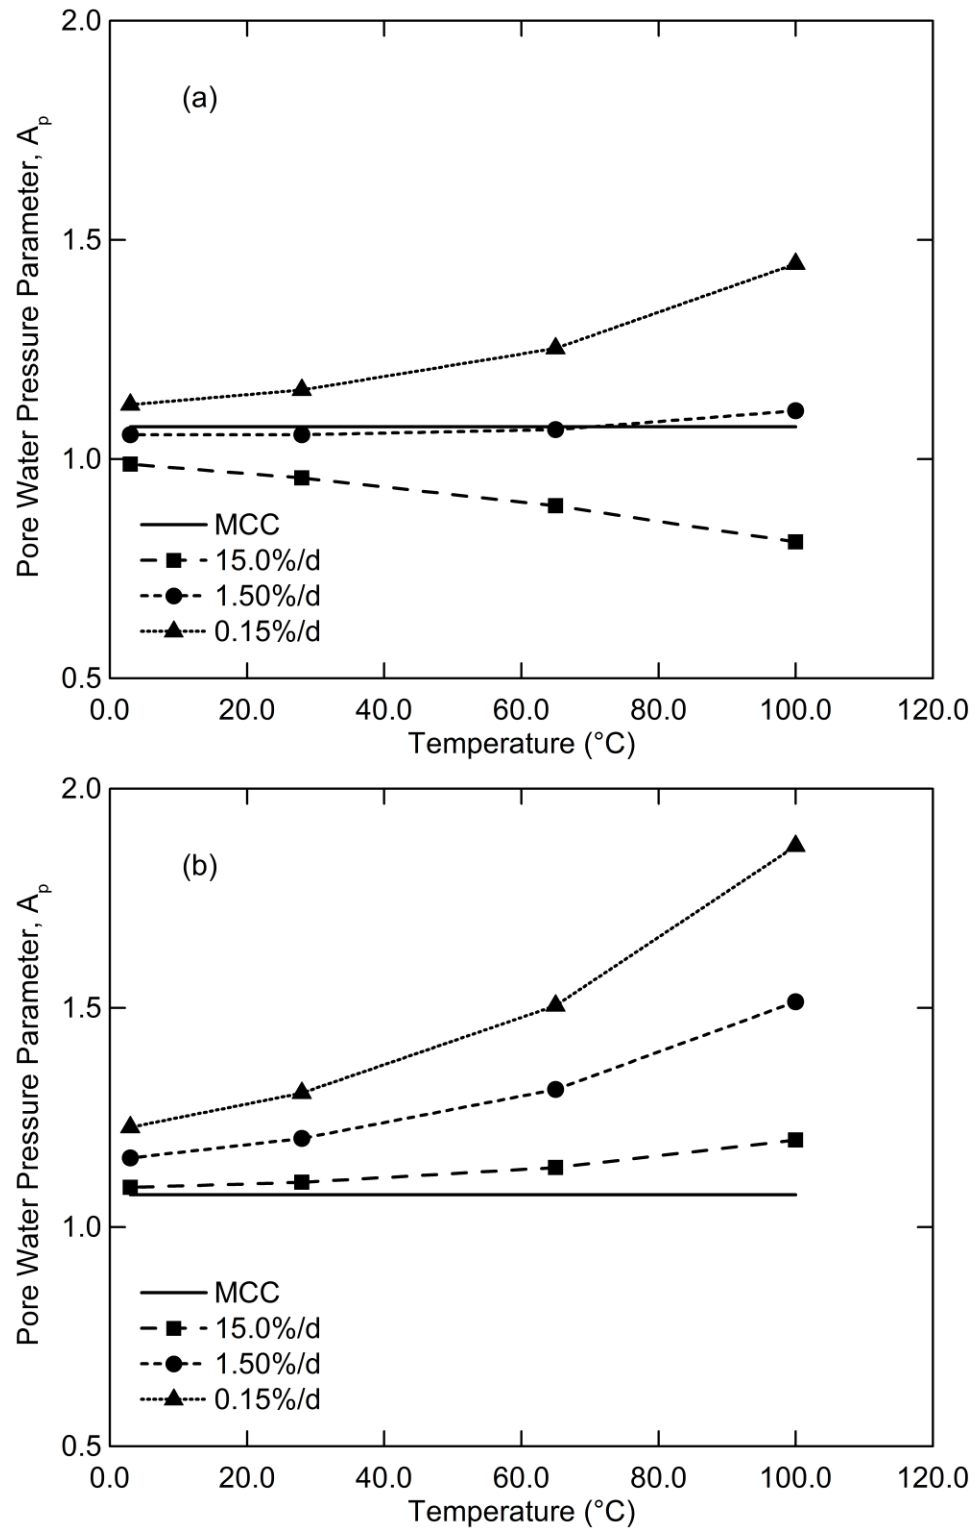 2.0
(a)
Pore Water Pressure Parameter, Ap
1.5
1.0
MCC
15.0%/d
1.50%/d
0.15%/d
0.5
0.0 20.0 40.0 60.0 80.0 100.0 120.0
Temperature (°C)
2.0
(b)
Pore Water Pressure Parameter, Ap
1.5
1.0
MCC
15.0%/d
1.50%/d
0.15%/d
0.5
0.0 20.0 40.0 60.0 80.0 100.0 120.0
Temperature (°C)